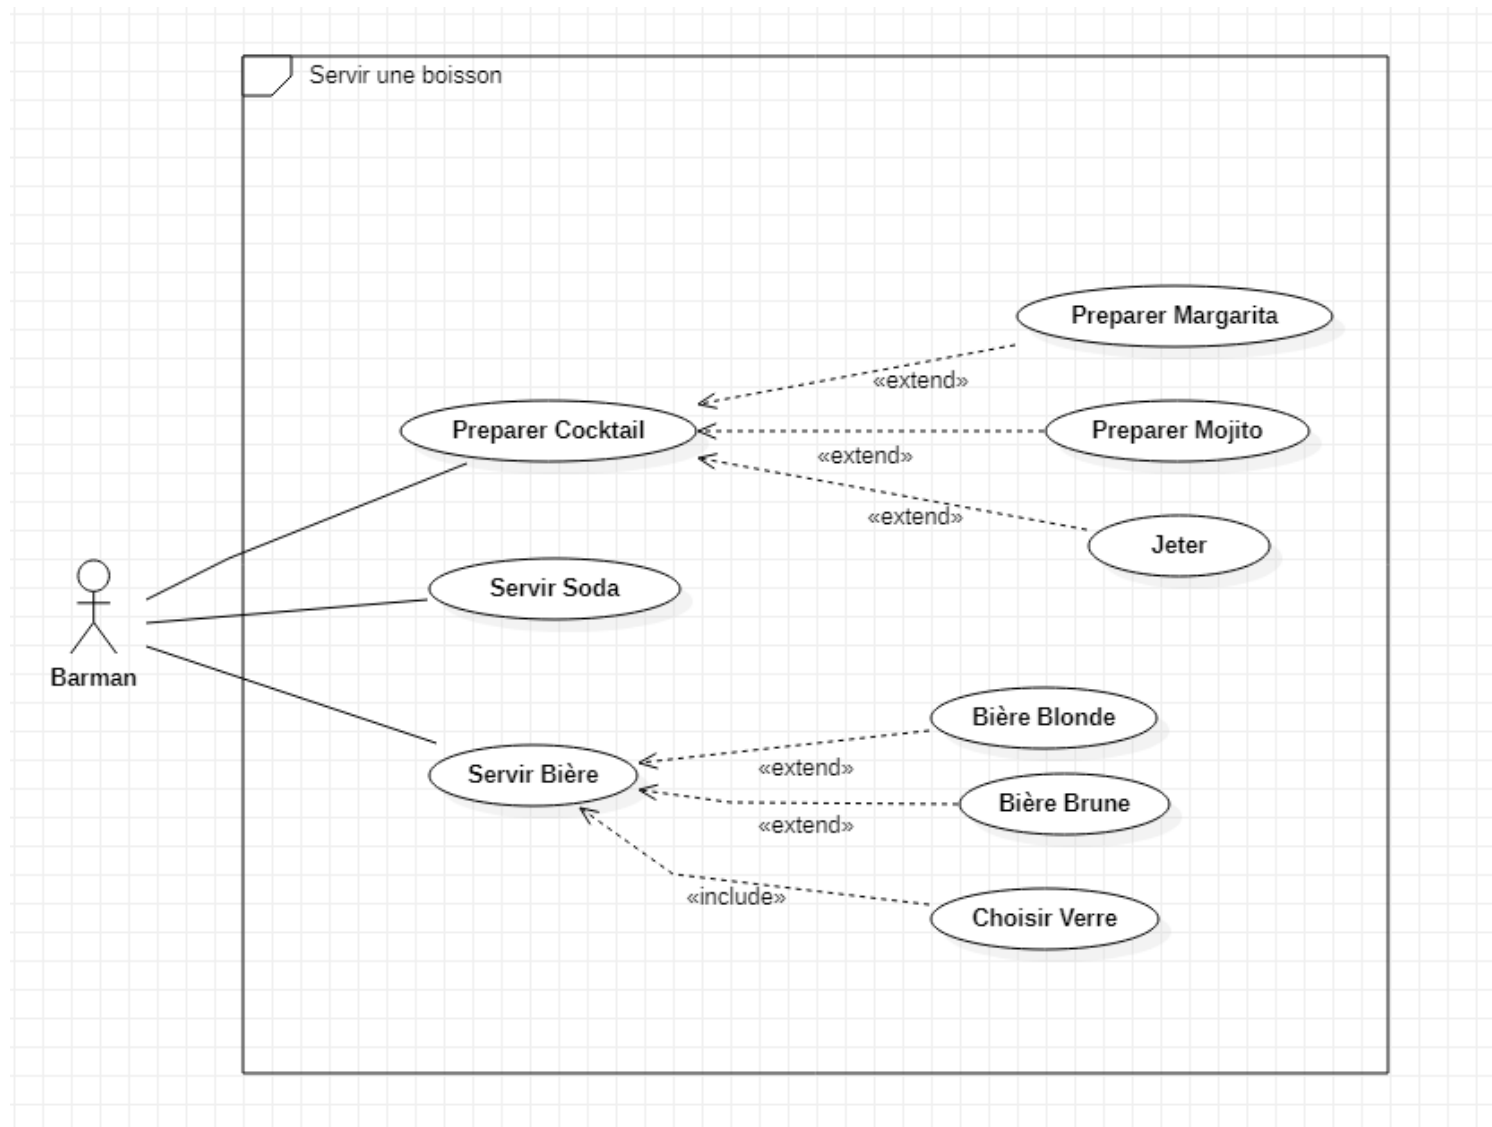 Servir une boisson
Preparer Margarita
«extend»
Preparer Cocktail
Preparer Mojito
«extend»
«extend»
Jeter
Servir Soda
Barman
Bière Blonde
«extend»
Servir Bière
Bière Brune
«extend»
«include»
Choisir Verre